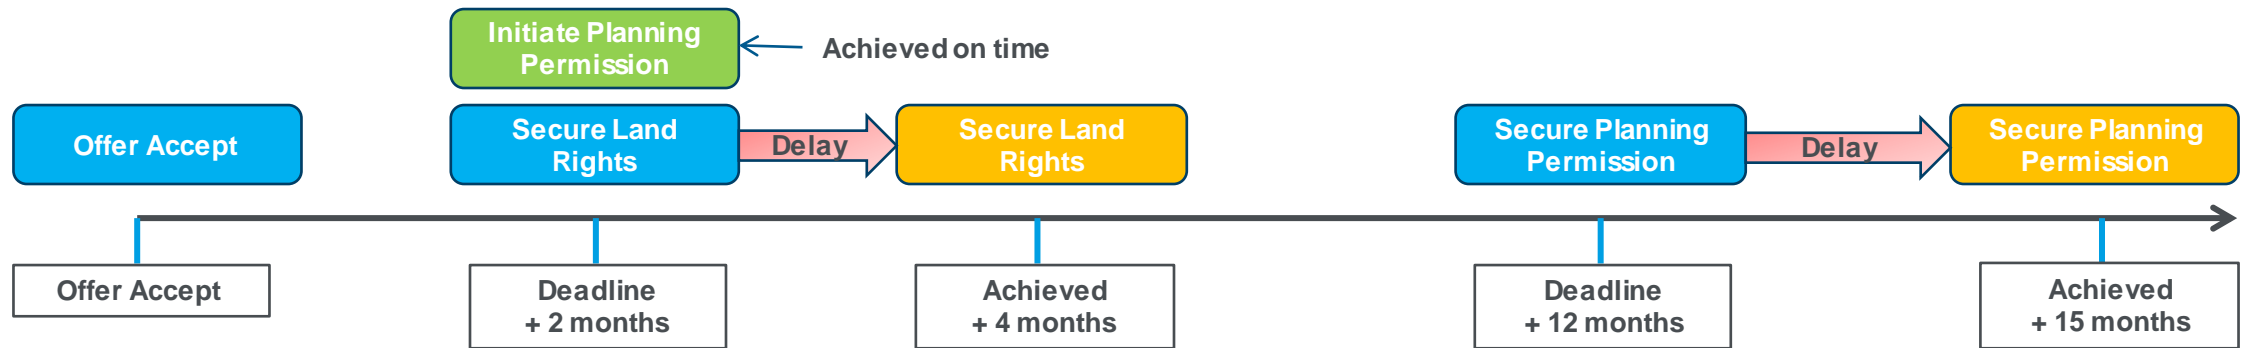 Initiate Planning
Permission
Achieved on time
Offer Accept
Secure Land
Rights
Delay
Secure Land
Rights
Secure Planning
Permission
Delay
Secure Planning
Permission
Offer Accept
Deadline
+ 2 months
Achieved
+ 4 months
Deadline
+ 12 months
Achieved
+ 15 months